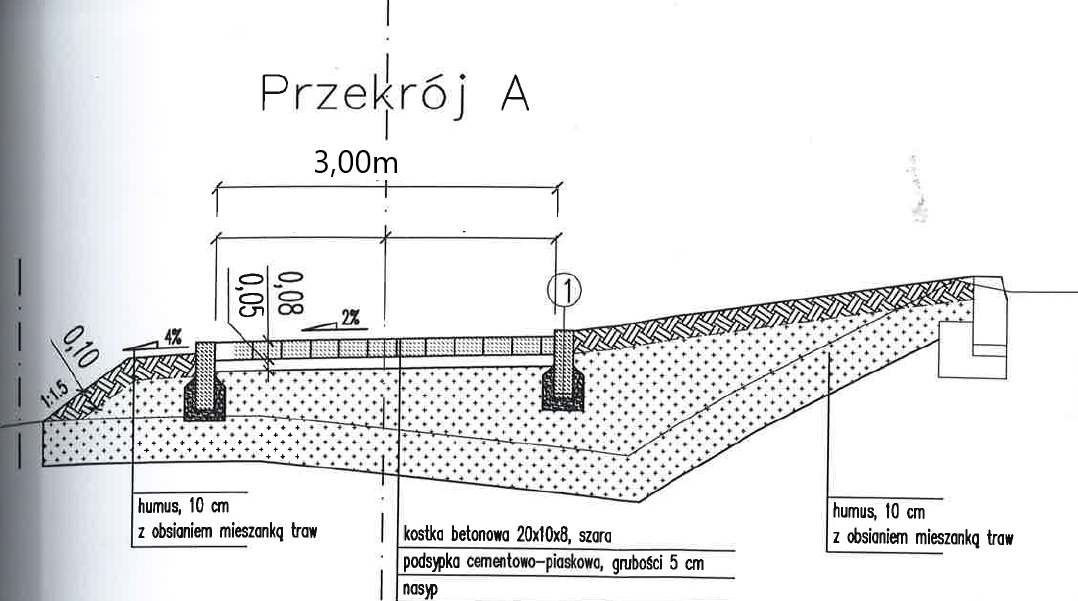 Przekrój A
3,00m
0,05
0,08
1
2%
4%
0,10
1:1.5
humus, 10 cm
z obsianiem mieszanką traw
kostka betonowa 20x10x8, szara
podsypka cementowo-piaskowa, grubości 5 cm
nasyp
humus, 10 cm
z obsianiem mieszanką traw